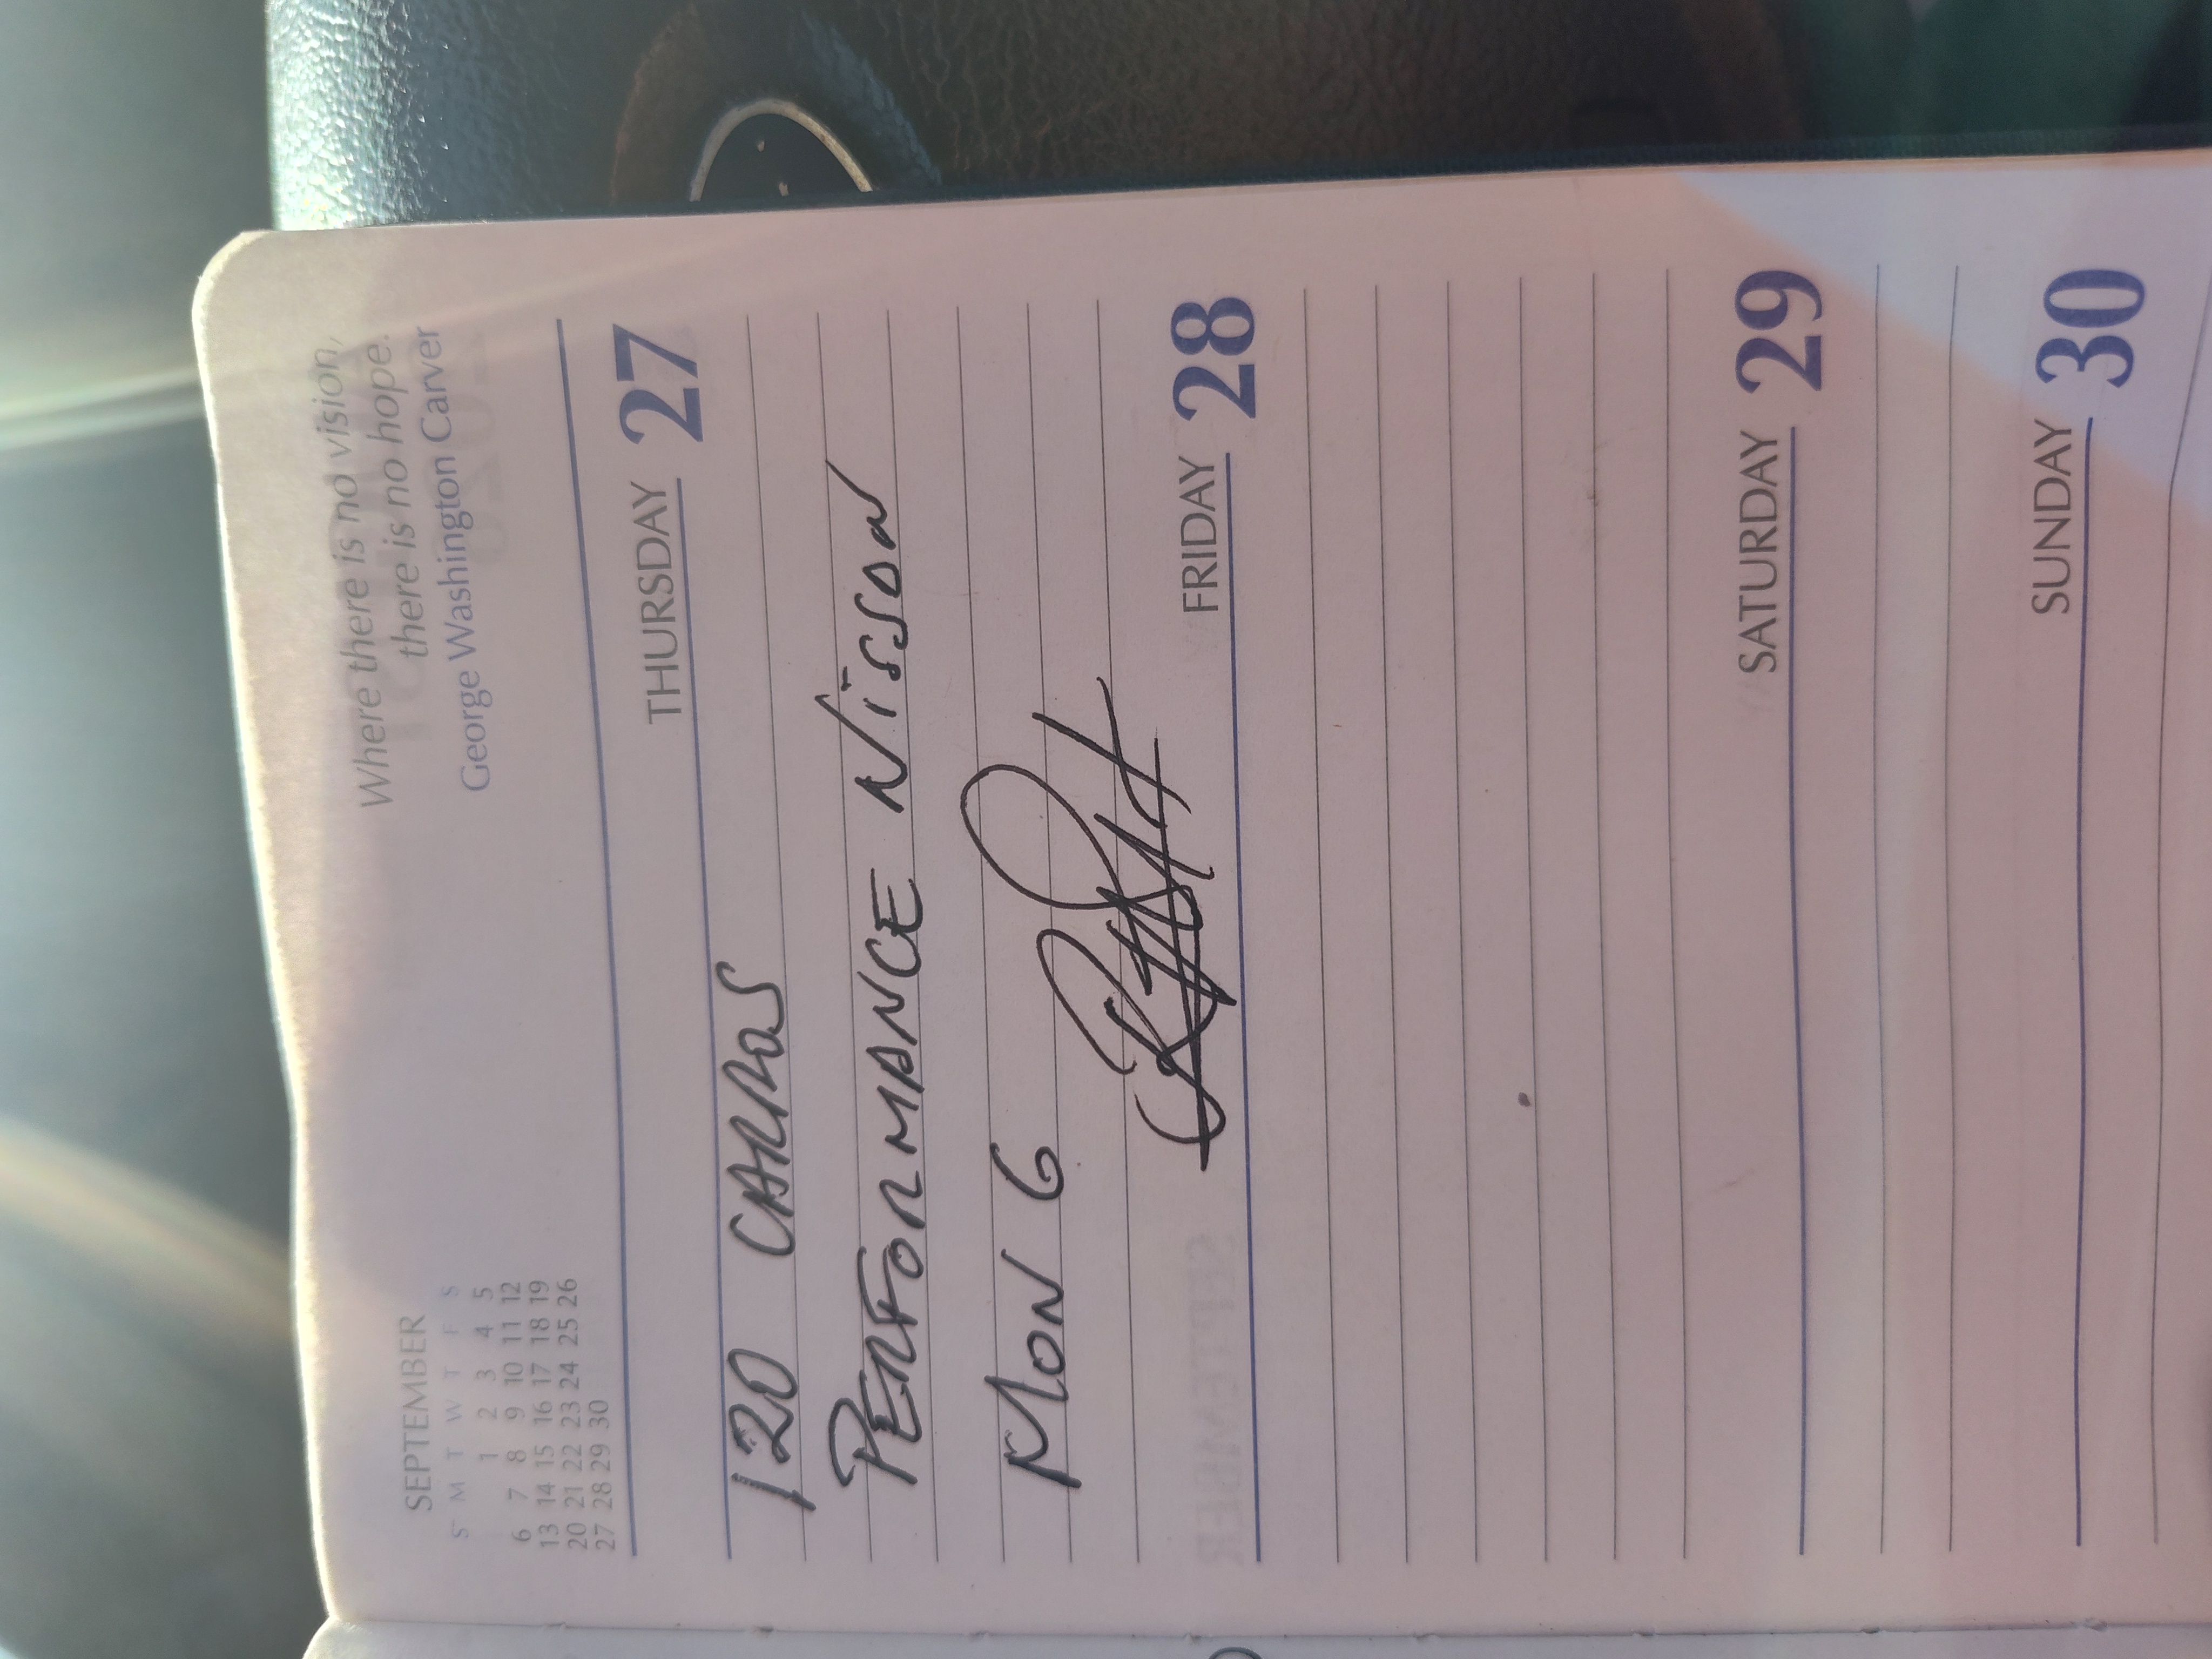 SEPTEMBER
S M T W T F S
1 2 3 4 5
6 7 8 9 10 11 12
13 14 15 16 17 18 19
20 21 22 23 24 25 26
27 28 29 30
Where there is no vision,
there is no hope.
George Washington Carver
THURSDAY 27
120 CARROS
PERFORMANCE NISSAN
MON 6
FRIDAY 28
SATURDAY 29
SUNDAY 30